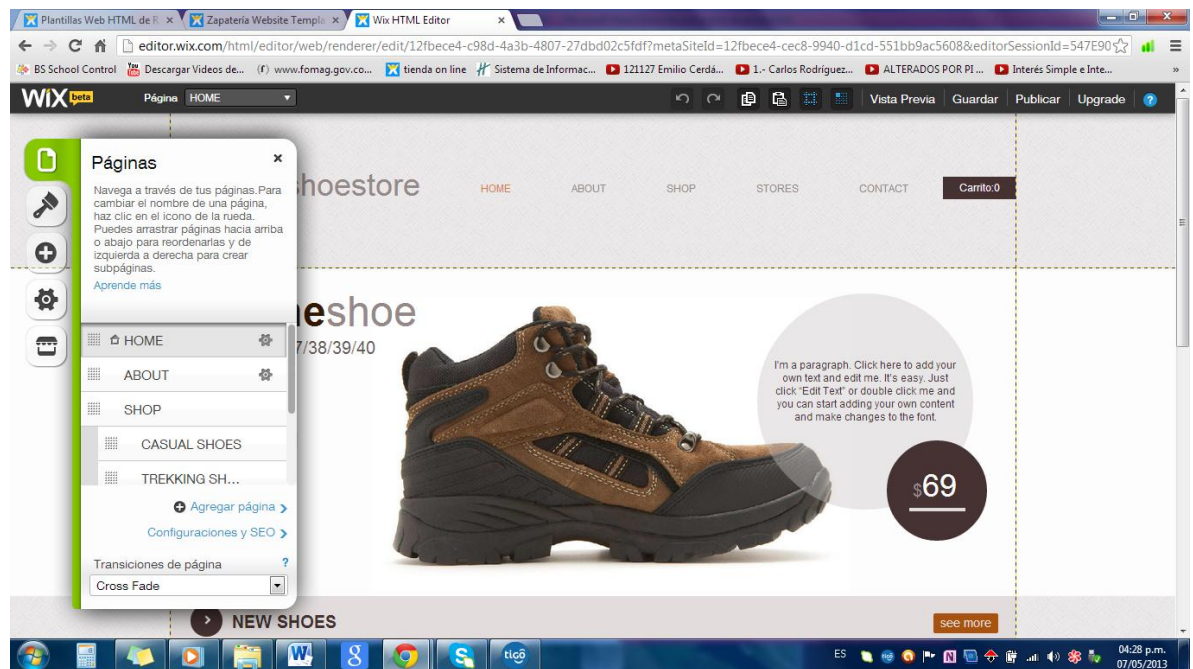 Plantillas Web HTML de R
Zapatería Website Templa
Wix HTML Editor
editor.wix.com/html/editor/web/renderer/edit/12fbece4-c98d-4a3b-4807-27dbd02c5fdf?metaSiteId=12fbece4-cec8-9940-d1cd-551bb9ac5608&editorSessionId=547E90
BS School Control
Descargar Videos de...
(f) www.fomag.gov.co...
tienda on line
Sistema de Informac...
121127 Emilio Cerdá...
1.- Carlos Rodriguez...
ALTERADOS POR PI ...
Interés Simple e Inte...
»
WiX beta
Página HOME
Vista Previa
Guardar
Publicar
Upgrade
?
Páginas
Navega a través de tus páginas.Para
cambiar el nombre de una página,
haz clic en el icono de la rueda.
Puedes arrastrar páginas hacia arriba
o abajo para reordenarlas y de
izquierda a derecha para crear
subpáginas.
Aprende más
HOME
ABOUT
SHOP
CASUAL SHOES
TREKKING SH...
Agregar página
Configuraciones y SEO
Transiciones de página ?
Cross Fade
hoestore
HOME
ABOUT
SHOP
STORES
CONTACT
Carrito:0
eshoe
7/38/39/40
I'm a paragraph. Click here to add your
own text and edit me. It's easy. Just
click “Edit Text” or double click me and
you can start adding your own content
and make changes to the font.
$69
NEW SHOES
see more
tigo
ES
04:28 p.m.
07/05/2013